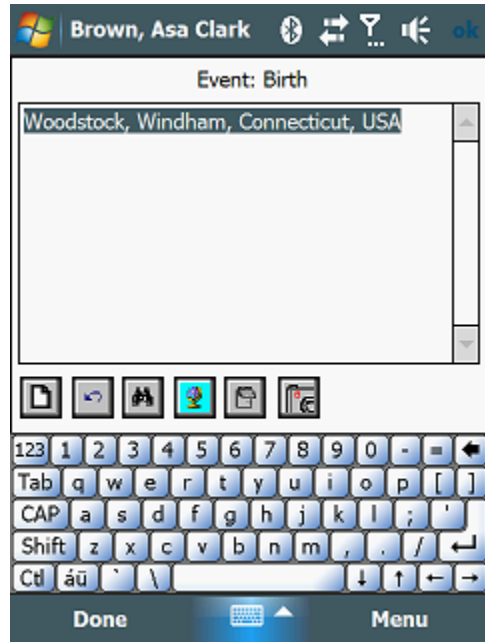 Brown, Asa Clark ok
Event: Birth
Woodstock, Windham, Connecticut, USA
123 1 2 3 4 5 6 7 8 9 0 - =
Tab q w e r t y u i o p [ ]
CAP a s d f g h j k l ; '
Shift z x c v b n m , . /
Ctl áü ` \
Done Menu